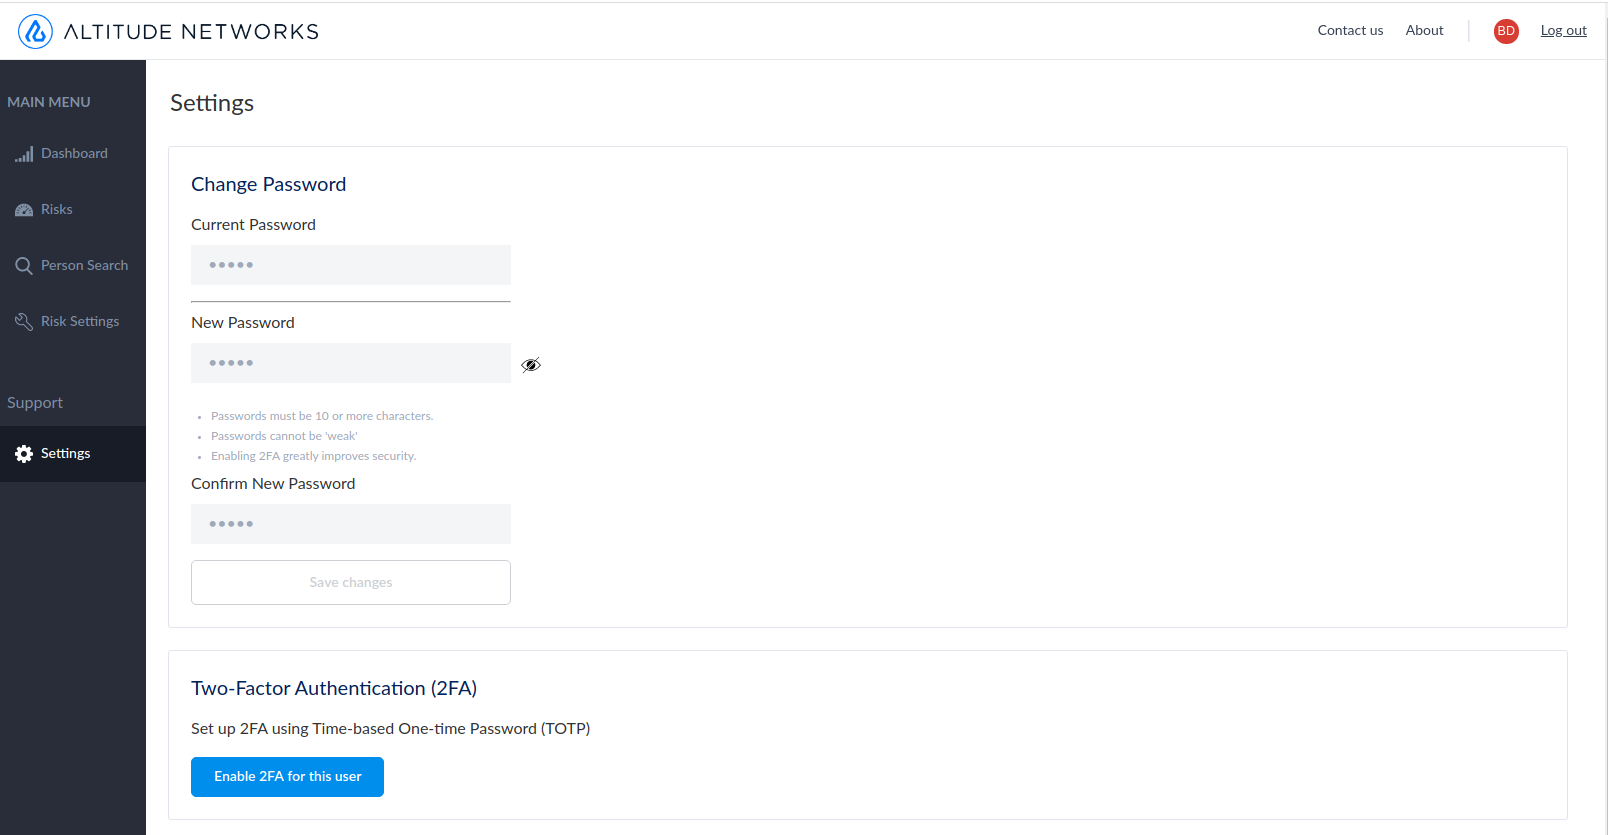 ALTITUDE NETWORKS
Contact us
About
BD
Log out
MAIN MENU
Dashboard
Risks
Person Search
Risk Settings
Support
Settings
Settings
Change Password
Current Password
•••••
New Password
•••••
• Passwords must be 10 or more characters.
• Passwords cannot be 'weak'
• Enabling 2FA greatly improves security.
Confirm New Password
•••••
Save changes
Two-Factor Authentication (2FA)
Set up 2FA using Time-based One-time Password (TOTP)
Enable 2FA for this user